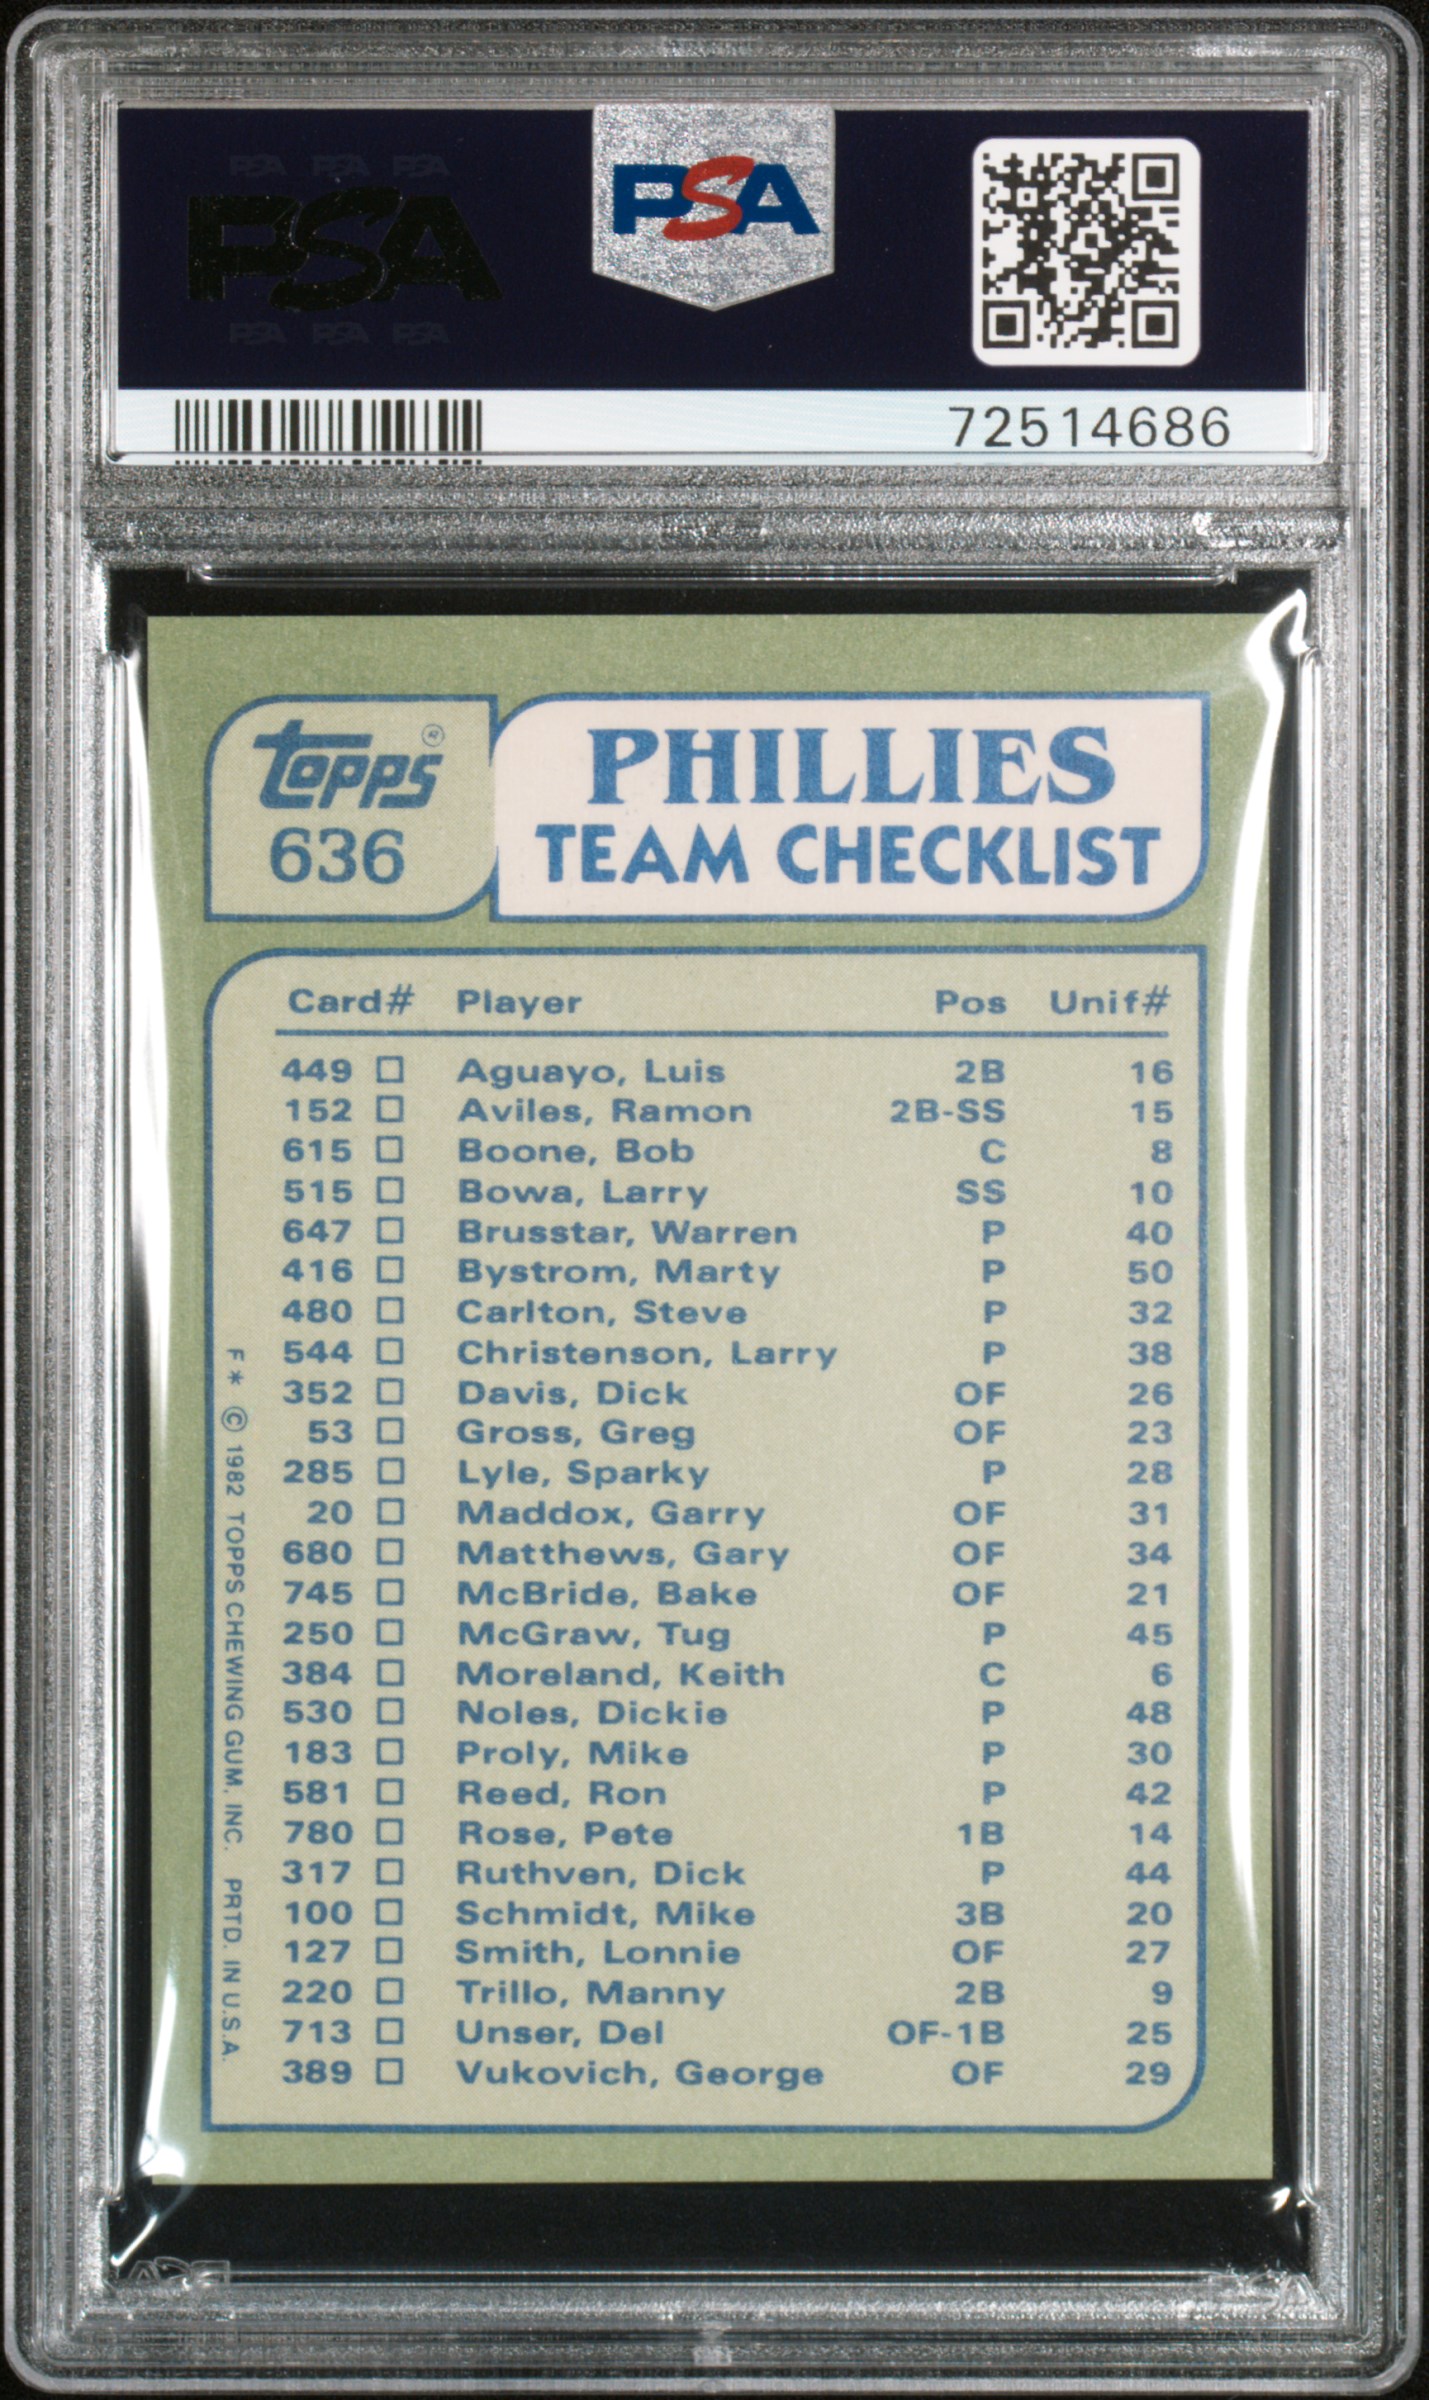 PSA PSA PSA
PSA
PSA PSA PSA
PSA
72514686
topps®
636
PHILLIES
TEAM CHECKLIST
Card# Player Pos Unif#
449 □ Aguayo, Luis 2B 16
152 □ Aviles, Ramon 2B-SS 15
615 □ Boone, Bob C 8
515 □ Bowa, Larry SS 10
647 □ Brusstar, Warren P 40
416 □ Bystrom, Marty P 50
480 □ Carlton, Steve P 32
544 □ Christenson, Larry P 38
352 □ Davis, Dick OF 26
53 □ Gross, Greg OF 23
285 □ Lyle, Sparky P 28
20 □ Maddox, Garry OF 31
680 □ Matthews, Gary OF 34
745 □ McBride, Bake OF 21
250 □ McGraw, Tug P 45
384 □ Moreland, Keith C 6
530 □ Noles, Dickie P 48
183 □ Proly, Mike P 30
581 □ Reed, Ron P 42
780 □ Rose, Pete 1B 14
317 □ Ruthven, Dick P 44
100 □ Schmidt, Mike 3B 20
127 □ Smith, Lonnie OF 27
220 □ Trillo, Manny 2B 9
713 □ Unser, Del OF-1B 25
389 □ Vukovich, George OF 29
F* © 1982 TOPPS CHEWING GUM, INC. PRTD. IN U.S.A.